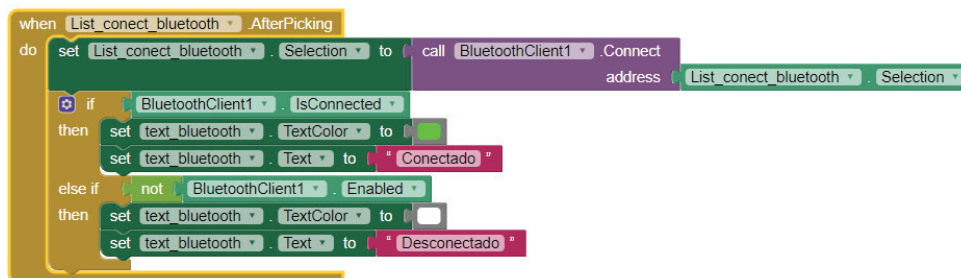 when List_conect_bluetooth .AfterPicking
do set List_conect_bluetooth . Selection to call BluetoothClient1 .Connect
address List_conect_bluetooth . Selection
if BluetoothClient1 . IsConnected
then set text_bluetooth . TextColor to
set text_bluetooth . Text to " Conectado "
else if not BluetoothClient1 . Enabled
then set text_bluetooth . TextColor to
set text_bluetooth . Text to " Desconectado "